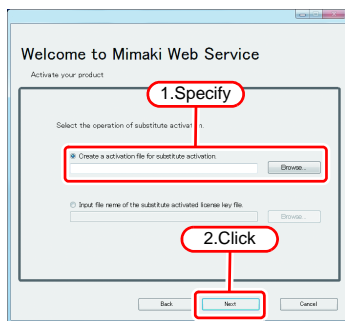 Welcome to Mimaki Web Service
Activate your product
1.Specify
Select the operation of substitute activation.
Create a activation file for substitute activation.
Browse...
Input file name of the substitute activated license key file.
Browse...
2.Click
Back
Next
Cancel